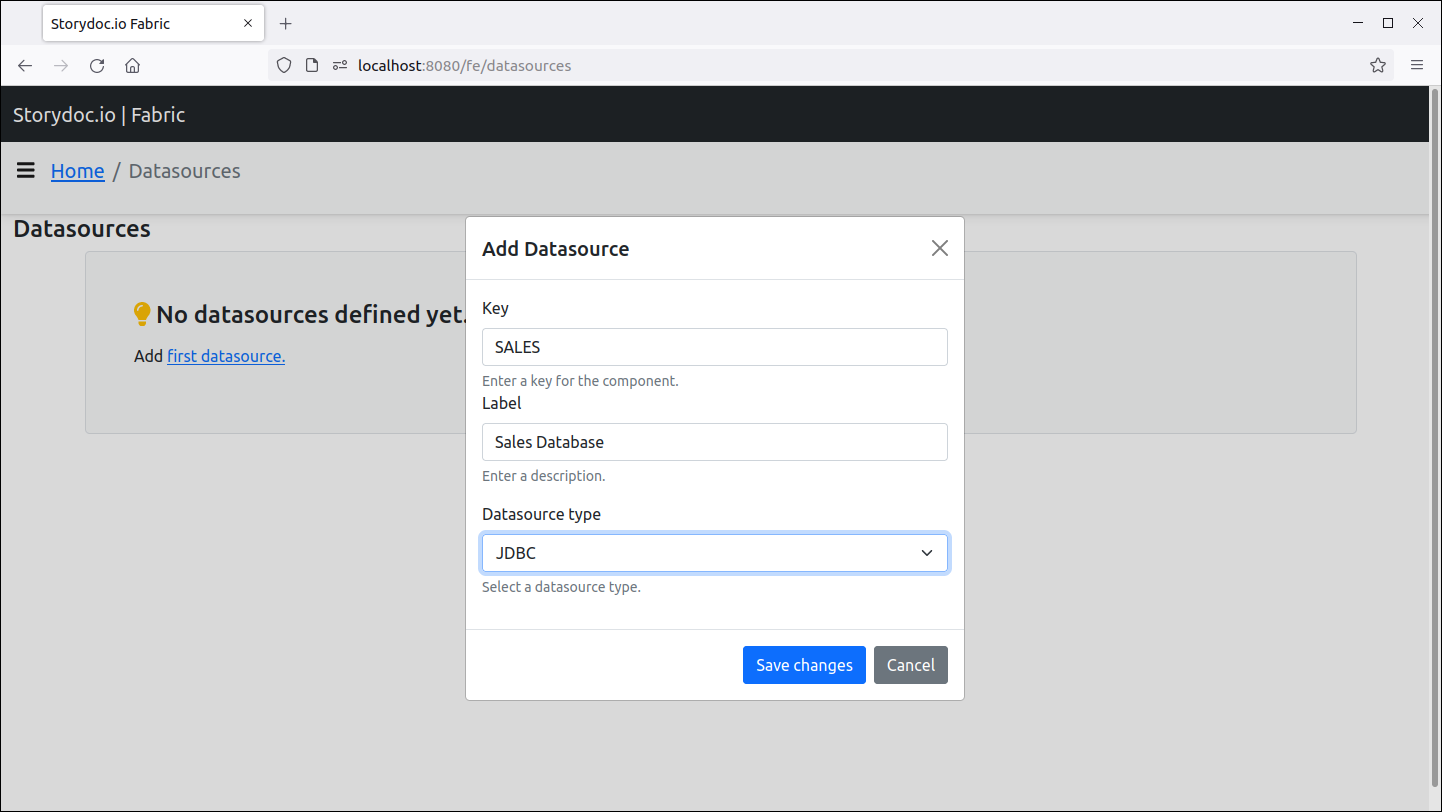 Storydoc.io Fabric
localhost:8080/fe/datasources
Storydoc.io | Fabric
Home / Datasources
Datasources
No datasources defined yet.
Add first datasource.
Add Datasource
Key
SALES
Enter a key for the component.
Label
Sales Database
Enter a description.
Datasource type
JDBC
Select a datasource type.
Save changes Cancel